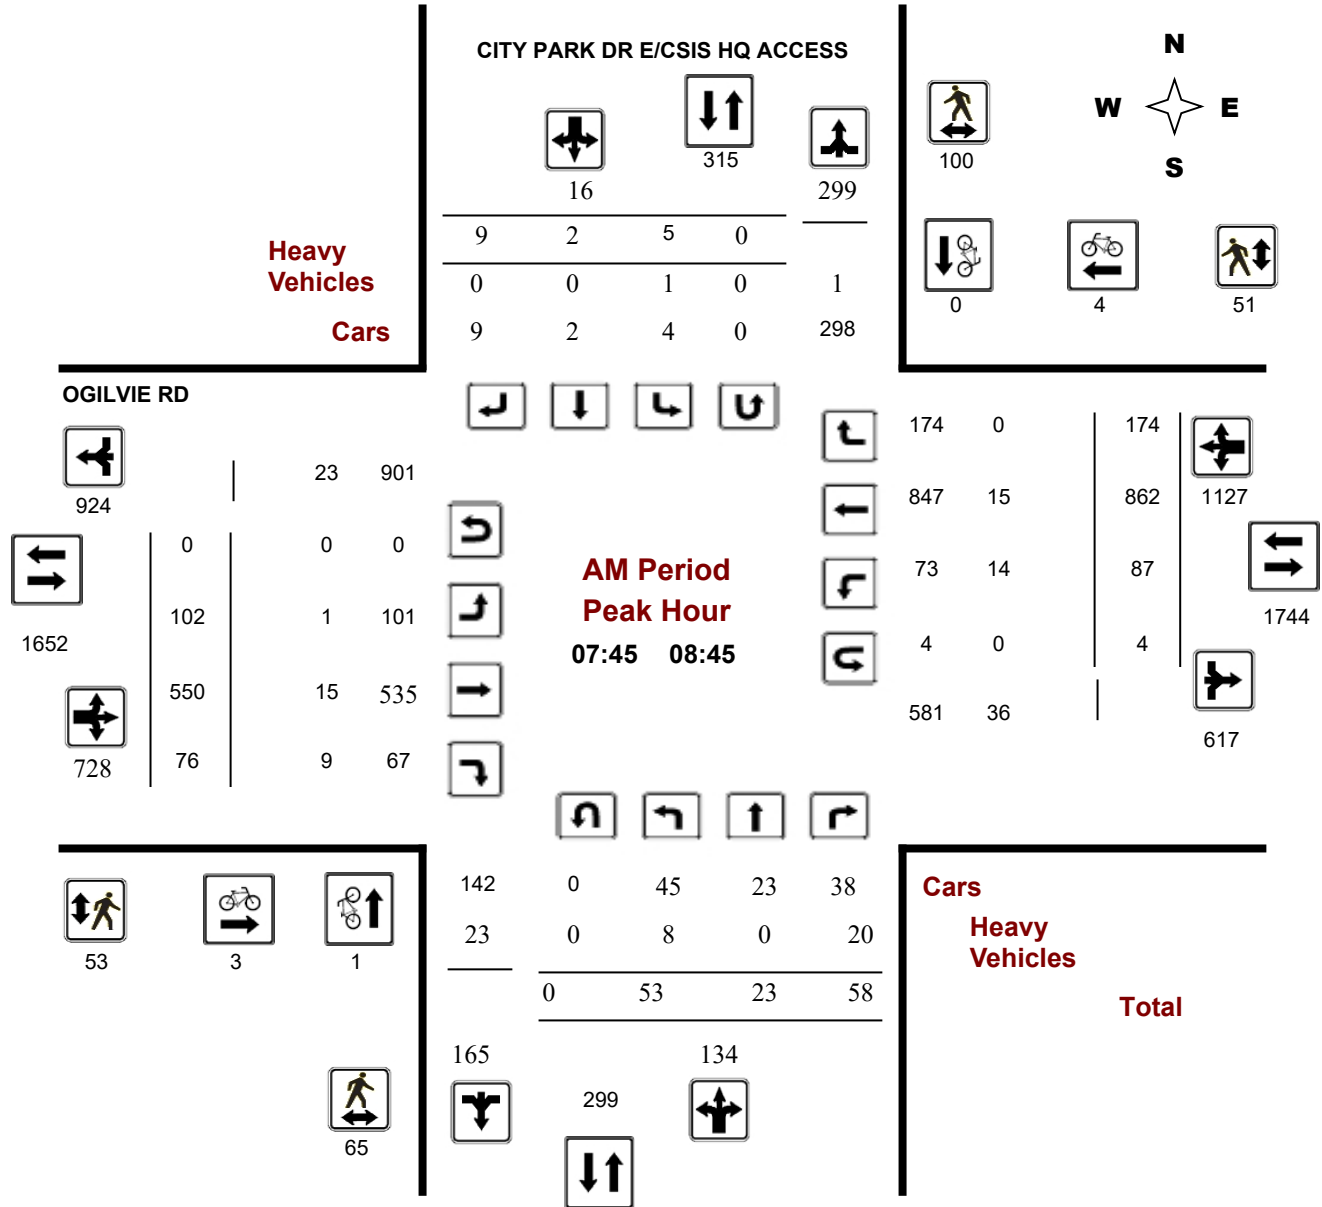 CITY PARK DR E/CSIS HQ ACCESS
N
W E
S
315
100
16 299
9 2 5 0
Heavy
Vehicles
0 0 1 0 1
0 4 51
Cars
9 2 4 0 298
OGILVIE RD
174 0 174
23 901
924
847 15 862 1127
0 0 0
AM Period
73 14 87
Peak Hour
102 1 101
1744
1652
07:45 08:45
4 0 4
550 15 535
581 36
617
728 76 9 67
142 0 45 23 38
Cars
23 0 8 0 20
Heavy
Vehicles
53 3 1
0 53 23 58
Total
165 134
299
65